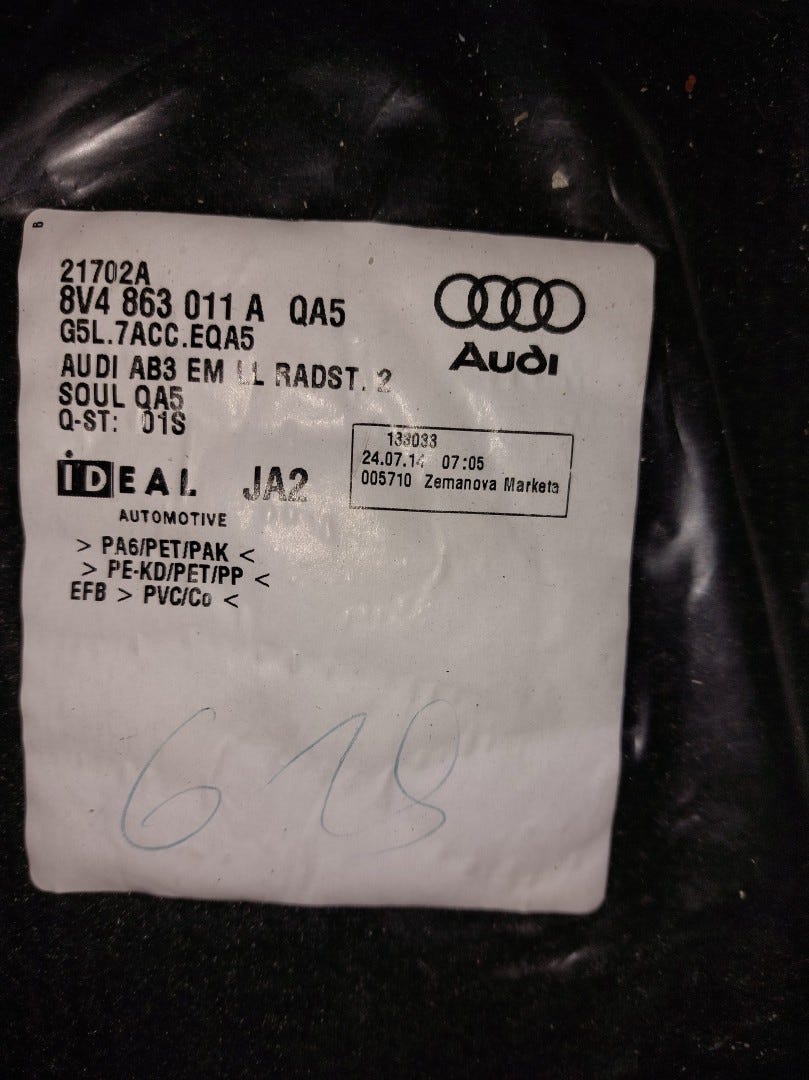 B
21702A
8V4 863 011 A QA5
G5L.7ACC.EQA5
AUDI AB3 EM LL RADST. 2
SOUL QA5
Q-ST: 01S
Audi
133033
24.07.14 07:05
005710 Zemanova Marketa
IDEAL JA2
AUTOMOTIVE
> PA6/PET/PAK <
> PE-KD/PET/PP <
EFB > PVC/Co <
618